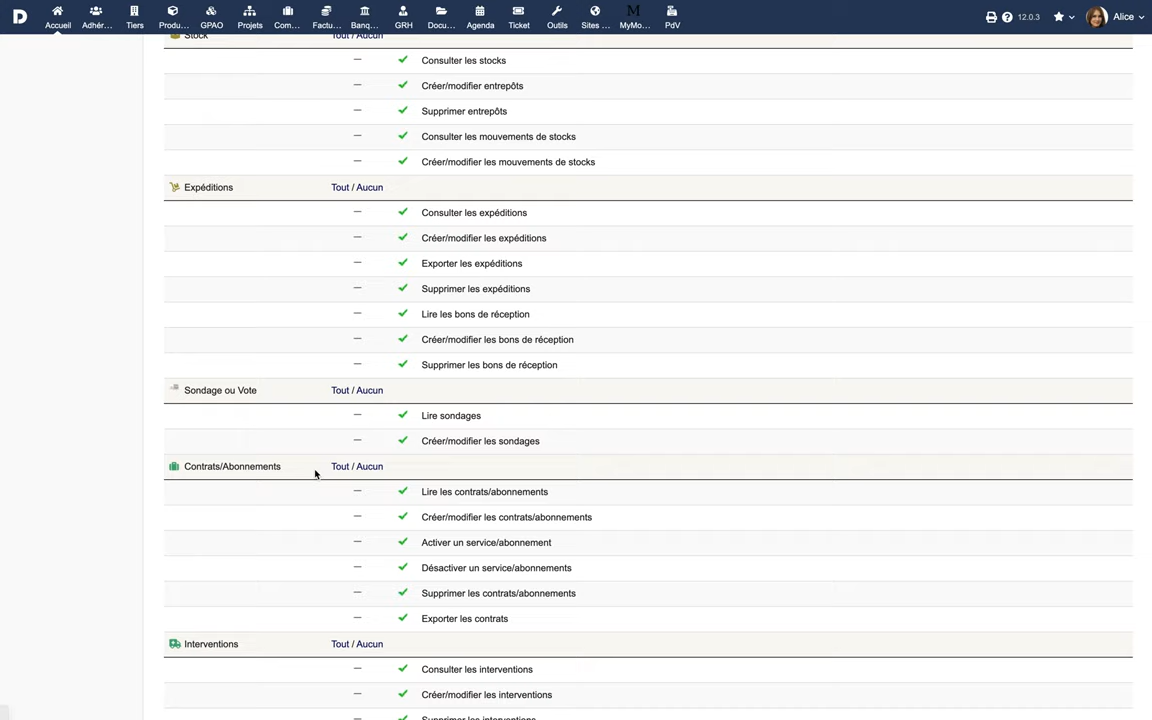 D
Accueil
Adhér...
Tiers
Produ...
GPAO
Projets
Com...
Factu...
Banq...
GRH
Docu...
Agenda
Ticket
Outils
Sites ...
M
MyMo...
PdV
12.0.3
Alice
Stock Tout / Aucun
Consulter les stocks
Créer/modifier entrepôts
Supprimer entrepôts
Consulter les mouvements de stocks
Créer/modifier les mouvements de stocks
Expéditions Tout / Aucun
Consulter les expéditions
Créer/modifier les expéditions
Exporter les expéditions
Supprimer les expéditions
Lire les bons de réception
Créer/modifier les bons de réception
Supprimer les bons de réception
Sondage ou Vote Tout / Aucun
Lire sondages
Créer/modifier les sondages
Contrats/Abonnements Tout / Aucun
Lire les contrats/abonnements
Créer/modifier les contrats/abonnements
Activer un service/abonnement
Désactiver un service/abonnements
Supprimer les contrats/abonnements
Exporter les contrats
Interventions Tout / Aucun
Consulter les interventions
Créer/modifier les interventions
Supprimer les interventions